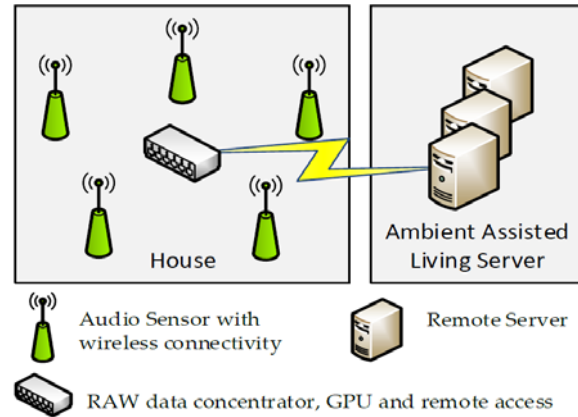 House
Ambient Assisted
Living Server
Audio Sensor with
wireless connectivity
Remote Server
RAW data concentrator, GPU and remote access